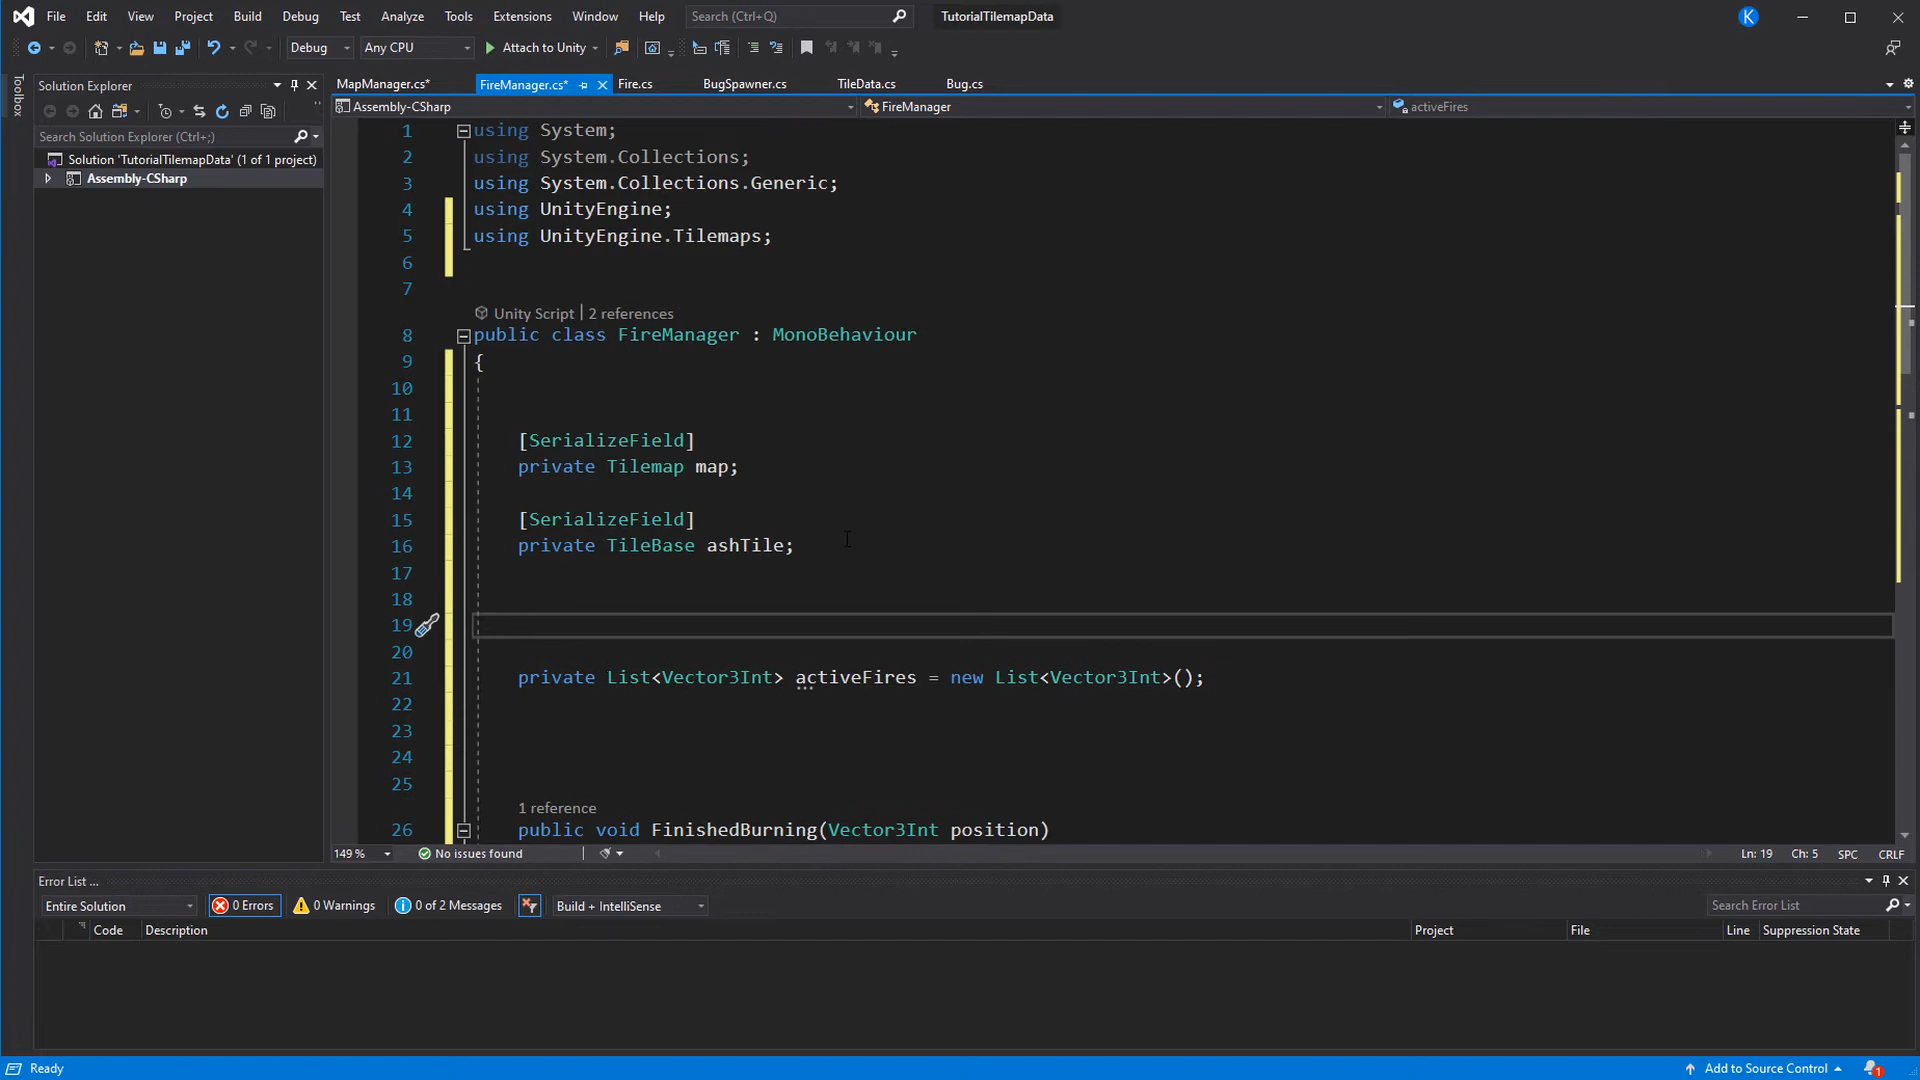 File Edit View Project Build Debug Test Analyze Tools Extensions Window Help Search (Ctrl+Q) TutorialTilemapData K
Debug Any CPU Attach to Unity
Toolbox
Solution Explorer
Search Solution Explorer (Ctrl+;)
Solution 'TutorialTilemapData' (1 of 1 project)
Assembly-CSharp
MapManager.cs* FireManager.cs* Fire.cs BugSpawner.cs TileData.cs Bug.cs
Assembly-CSharp FireManager activeFires
1 using System;
2 using System.Collections;
3 using System.Collections.Generic;
4 using UnityEngine;
5 using UnityEngine.Tilemaps;
6
7
Unity Script | 2 references
8 public class FireManager : MonoBehaviour
9 {
10
11
12 [SerializeField]
13 private Tilemap map;
14
15 [SerializeField]
16 private TileBase ashTile;
17
18
19
20
21 private List<Vector3Int> activeFires = new List<Vector3Int>();
22
23
24
25
1 reference
26 public void FinishedBurning(Vector3Int position)
149 % No issues found Ln: 19 Ch: 5 SPC CRLF
Error List ...
Entire Solution 0 Errors 0 Warnings 0 of 2 Messages Build + IntelliSense Search Error List
Code Description Project File Line Suppression State
Ready Add to Source Control 1